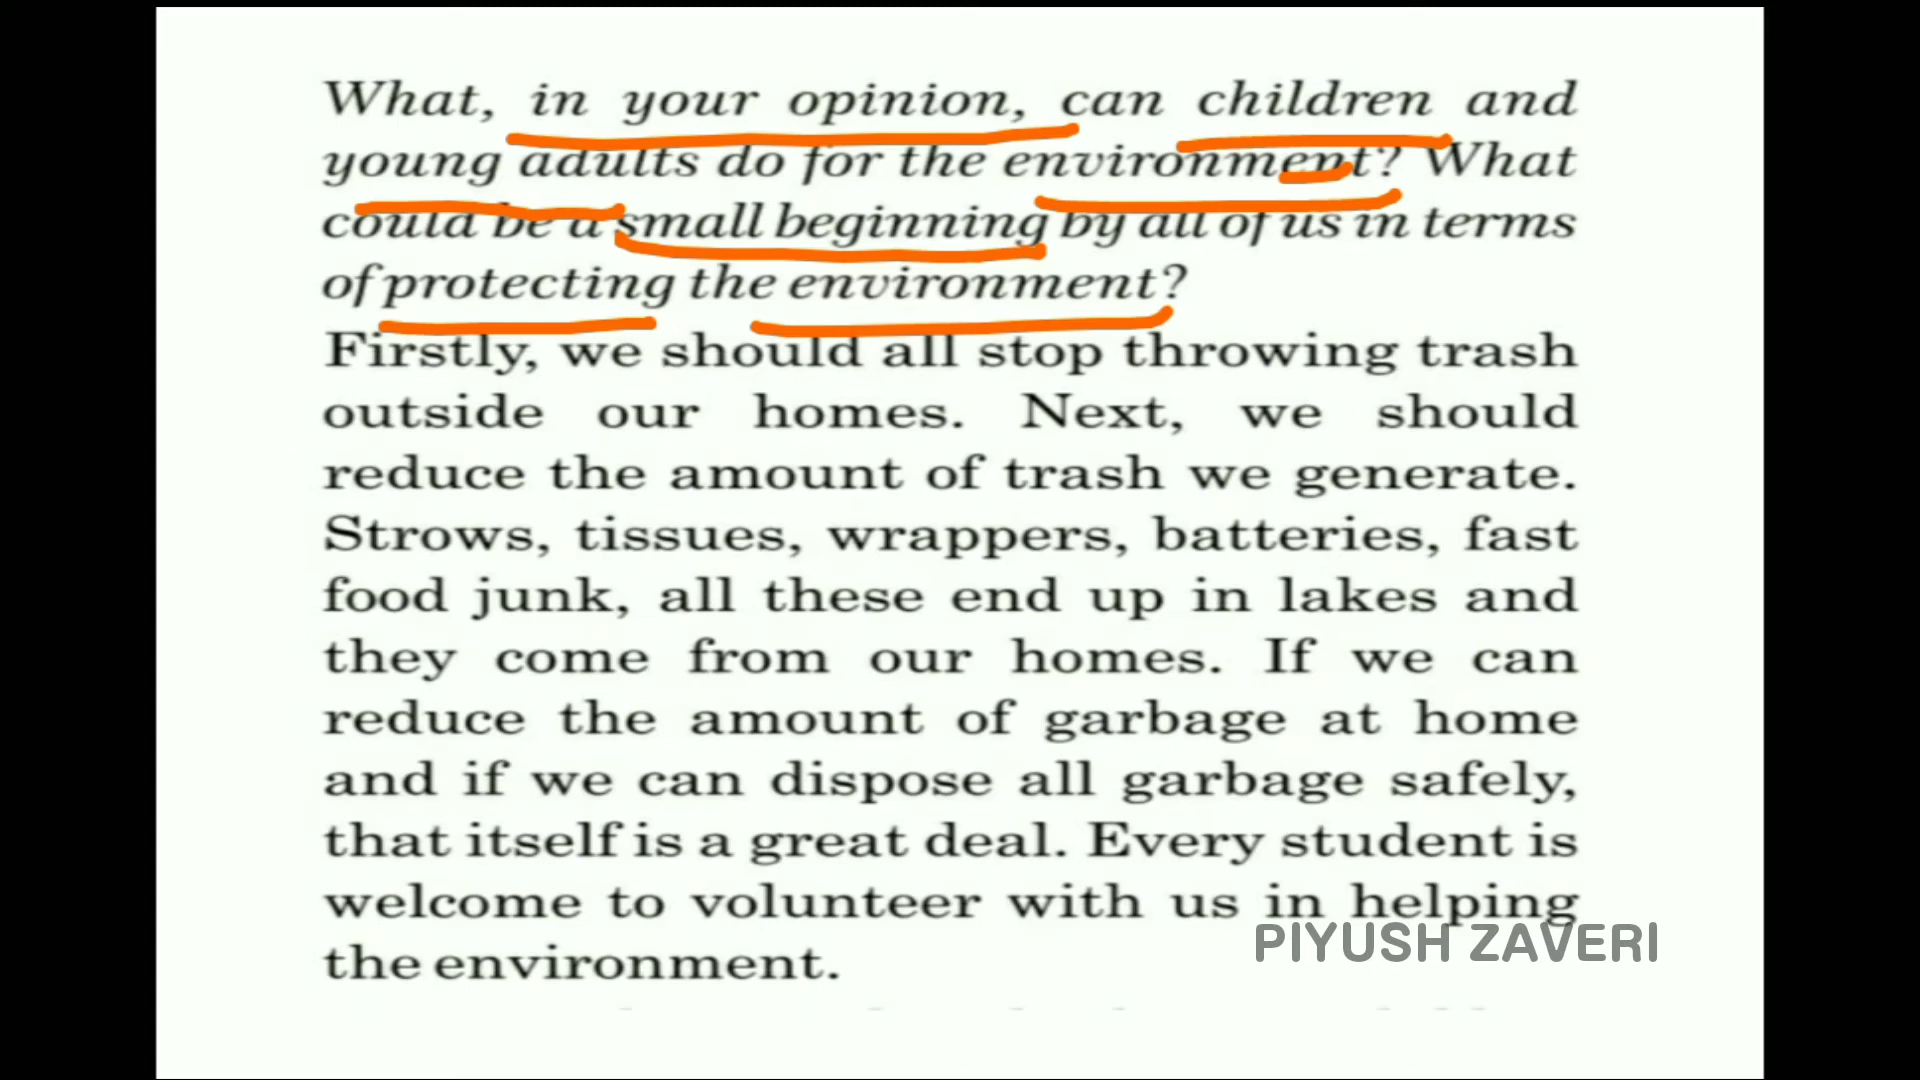 What, in your opinion, can children and
young adults do for the environment? What
could be a small beginning by all of us in terms
of protecting the environment?
Firstly, we should all stop throwing trash
outside our homes. Next, we should
reduce the amount of trash we generate.
Strows, tissues, wrappers, batteries, fast
food junk, all these end up in lakes and
they come from our homes. If we can
reduce the amount of garbage at home
and if we can dispose all garbage safely,
that itself is a great deal. Every student is
welcome to volunteer with us in helping
the environment.
PIYUSH ZAVERI